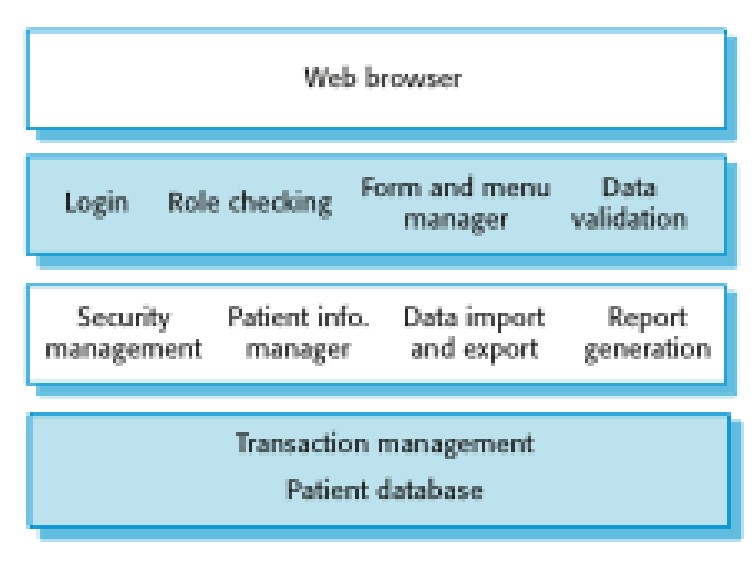 Web browser
Login Role checking Form and menu manager Data validation
Security management Patient info. manager Data import and export Report generation
Transaction management
Patient database